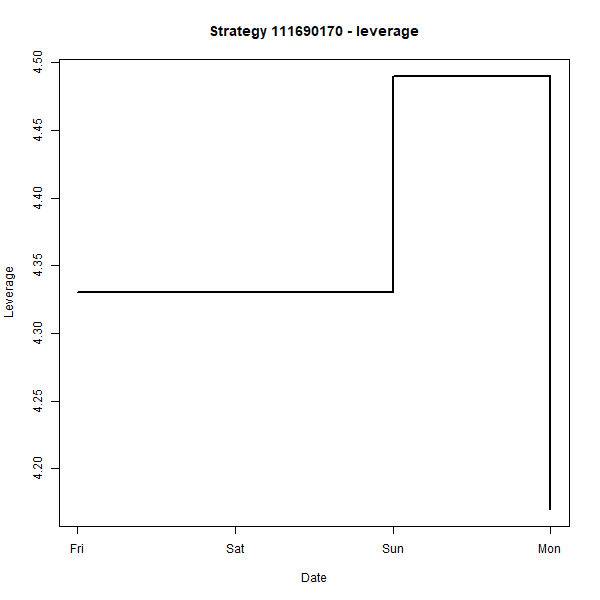 Strategy 111690170 - leverage
4.50
4.45
4.40
4.35
4.30
4.25
4.20
Leverage
Fri Sat Sun Mon
Date